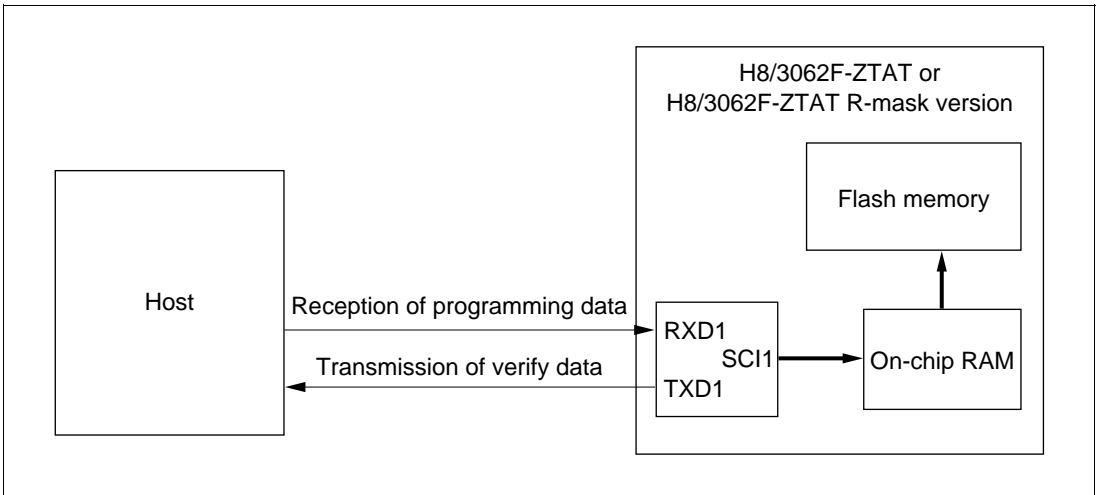 H8/3062F-ZTAT or
H8/3062F-ZTAT R-mask version
Flash memory
Host
Reception of programming data
RXD1
SCI1
On-chip RAM
Transmission of verify data
TXD1